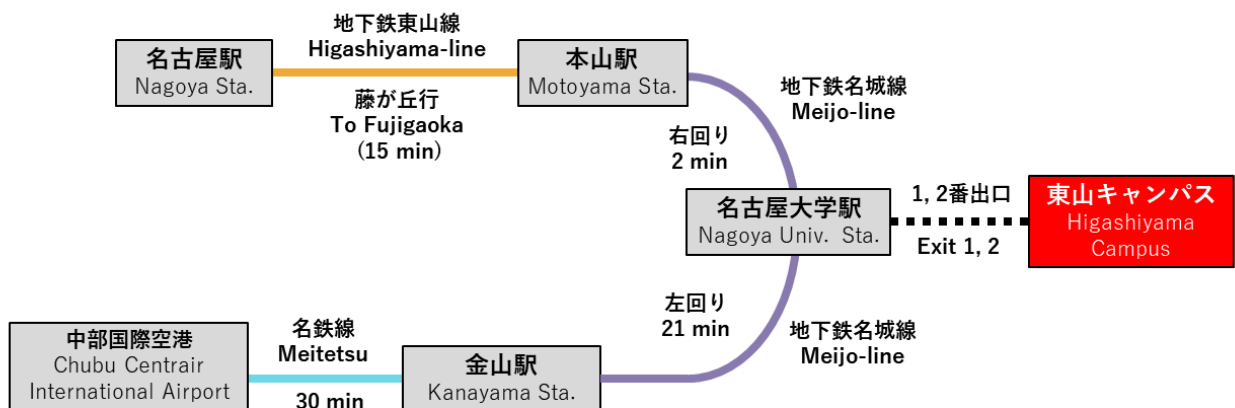 地下鉄東山線
Higashiyama-line
名古屋駅
Nagoya Sta.
本山駅
Motoyama Sta.
藤が丘行
To Fujigaoka
(15 min)
地下鉄名城線
Meijo-line
右回り
2 min
名古屋大学駅
Nagoya Univ. Sta.
1, 2番出口
Exit 1, 2
東山キャンパス
Higashiyama
Campus
左回り
21 min
地下鉄名城線
Meijo-line
中部国際空港
Chubu Centrair
International Airport
名鉄線
Meitetsu
30 min
金山駅
Kanayama Sta.